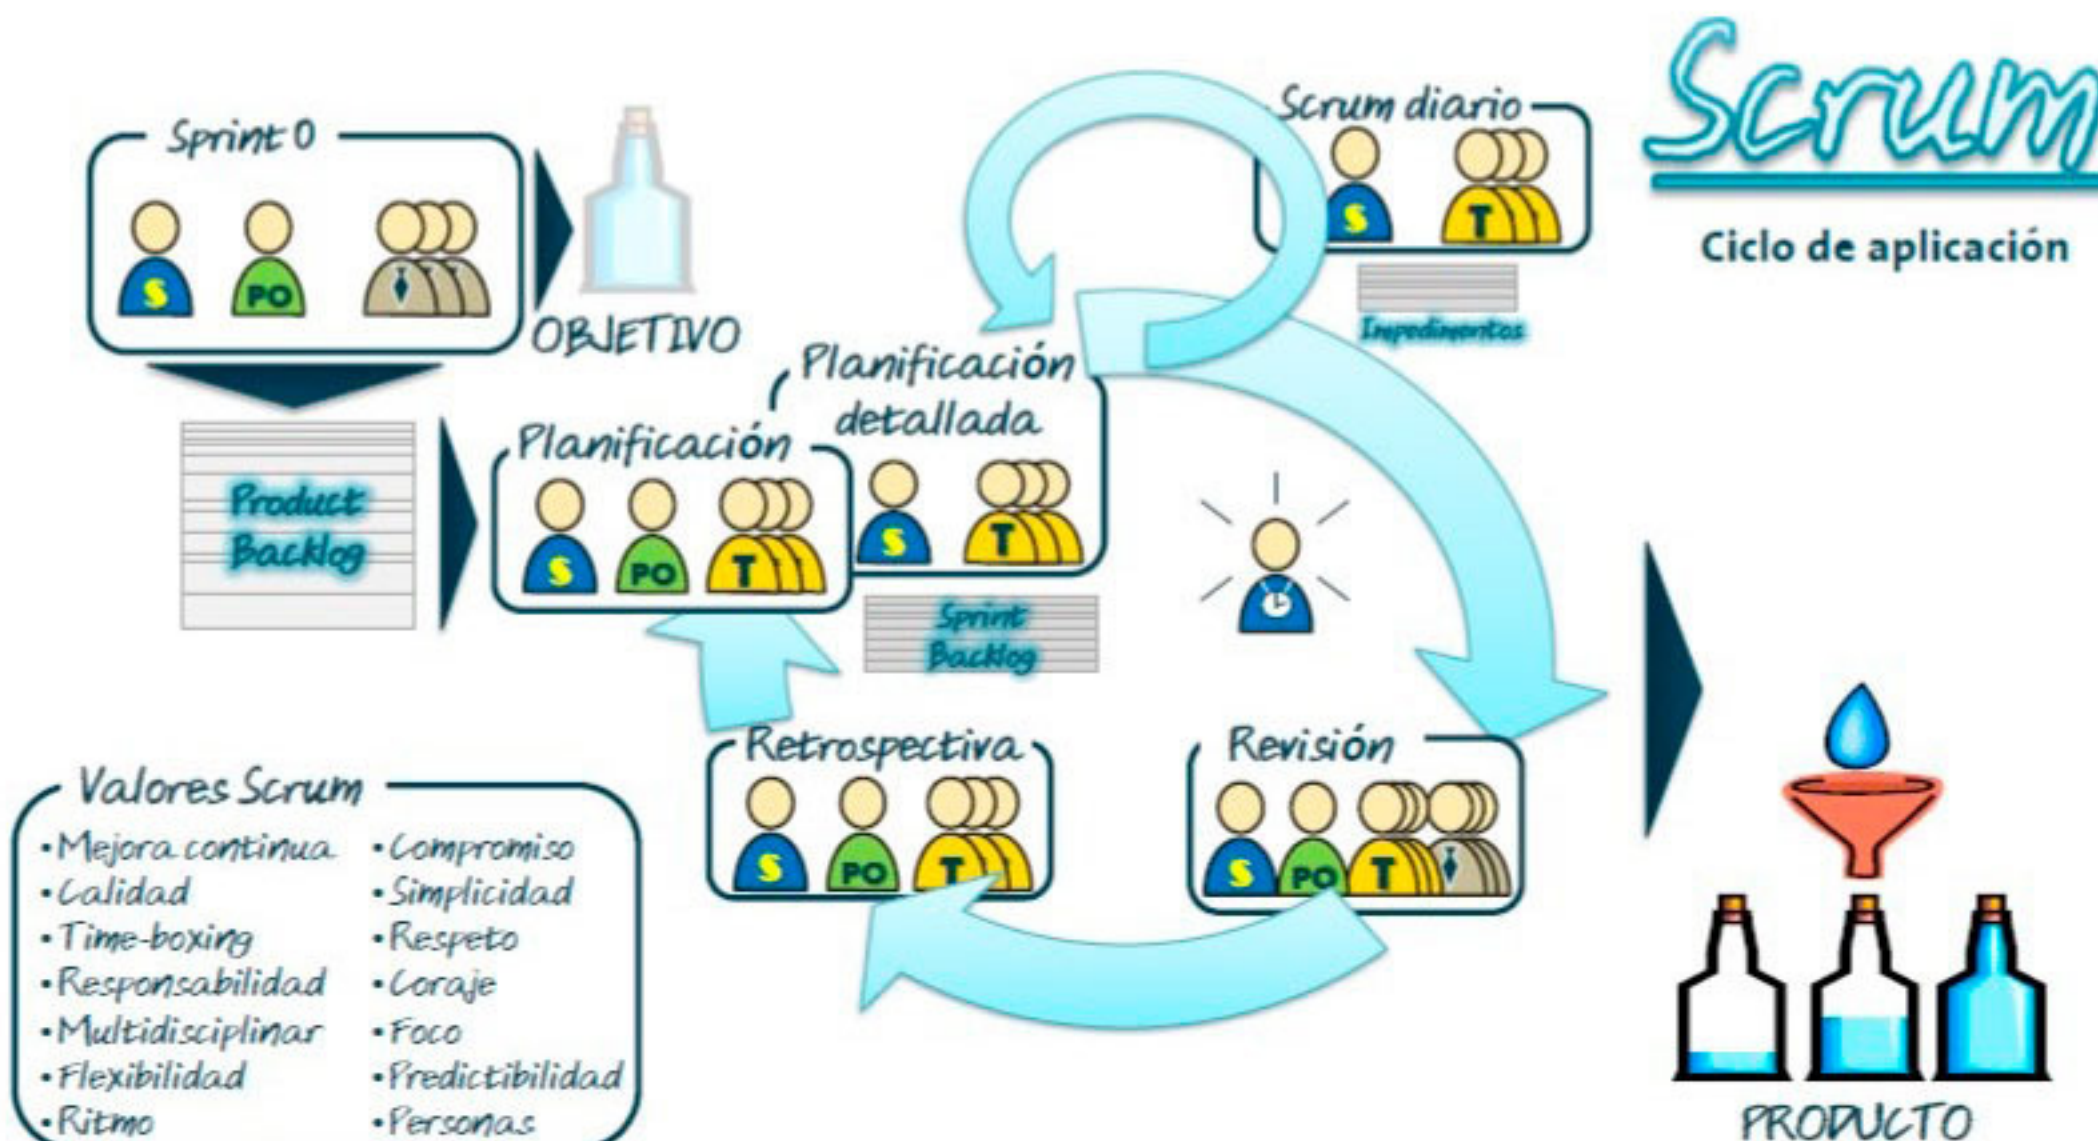 Scrum
Ciclo de aplicación
Sprint 0
S
PO
OBJETIVO
Product
Backlog
Planificación
S
PO
T
Planificación
detallada
S
T
Sprint
Backlog
Scrum diario
S
T
Impedimentos
Revisión
S
PO
T
Retrospectiva
S
PO
T
Valores Scrum
•Mejora continua
•Calidad
•Time-boxing
•Responsabilidad
•Multidisciplinar
•Flexibilidad
•Ritmo
•Compromiso
•Simplicidad
•Respeto
•Coraje
•Foco
•Predictibilidad
•Personas
PRODUCTO